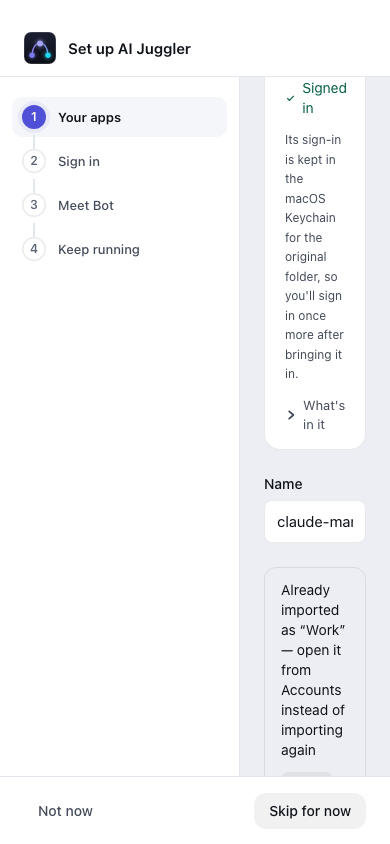 Set up AI Juggler
1 Your apps
2 Sign in
3 Meet Bot
4 Keep running
Signed
in
Its sign-in
is kept in
the
macOS
Keychain
for the
original
folder, so
you'll sign
in once
more after
bringing it
in.
What's
in it
Name
claude-mar
Already
imported
as “Work”
— open it
from
Accounts
instead of
importing
again
Not now
Skip for now